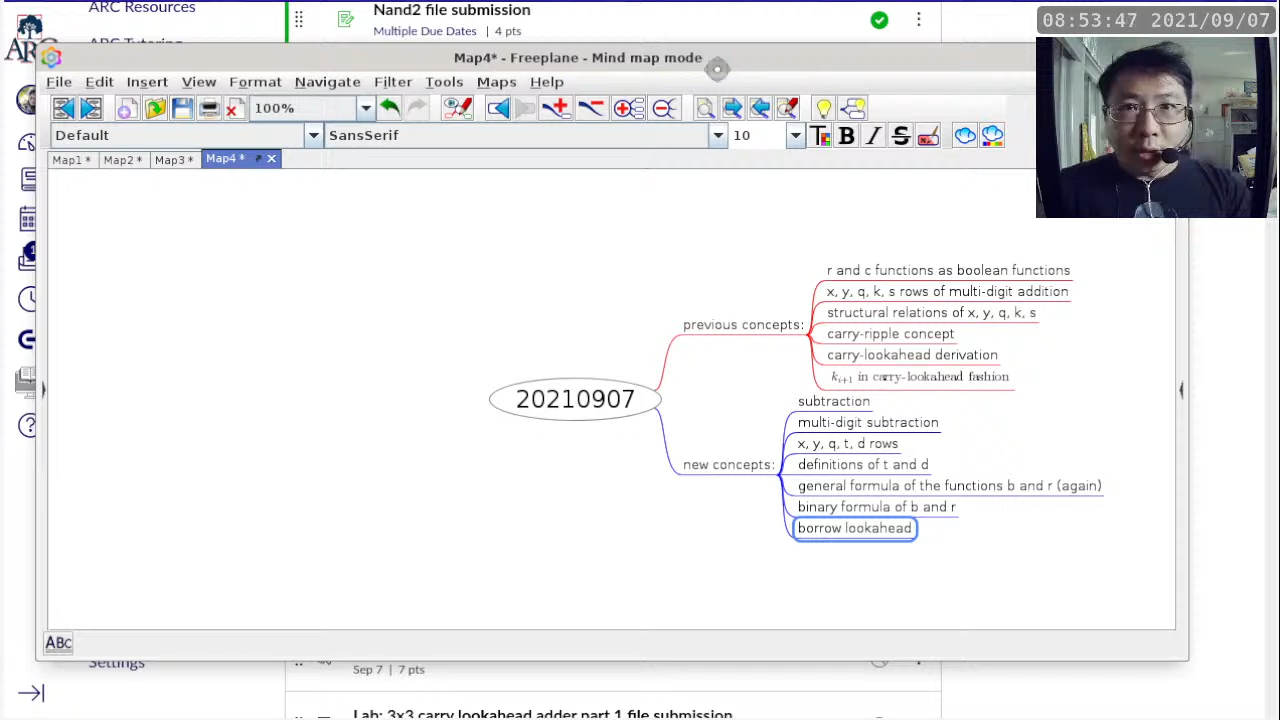 ARC Resources
Nand2 file submission
Multiple Due Dates | 4 pts
08:53:47 2021/09/07
ARC
ARC Tutoring
Map4* - Freeplane - Mind map mode
File Edit Insert View Format Navigate Filter Tools Maps Help
100%
Default SansSerif 10
Map1* Map2* Map3* Map4*
r and c functions as boolean functions
x, y, q, k, s rows of multi-digit addition
previous concepts:
structural relations of x, y, q, k, s
carry-ripple concept
carry-lookahead derivation
k_{i+1} in carry-lookahead fashion
20210907
subtraction
multi-digit subtraction
x, y, q, t, d rows
new concepts:
definitions of t and d
general formula of the functions b and r (again)
binary formula of b and r
borrow lookahead
ABC
Settings
Sep 7 | 7 pts
Lab: 3x3 carry lookahead adder part 1 file submission